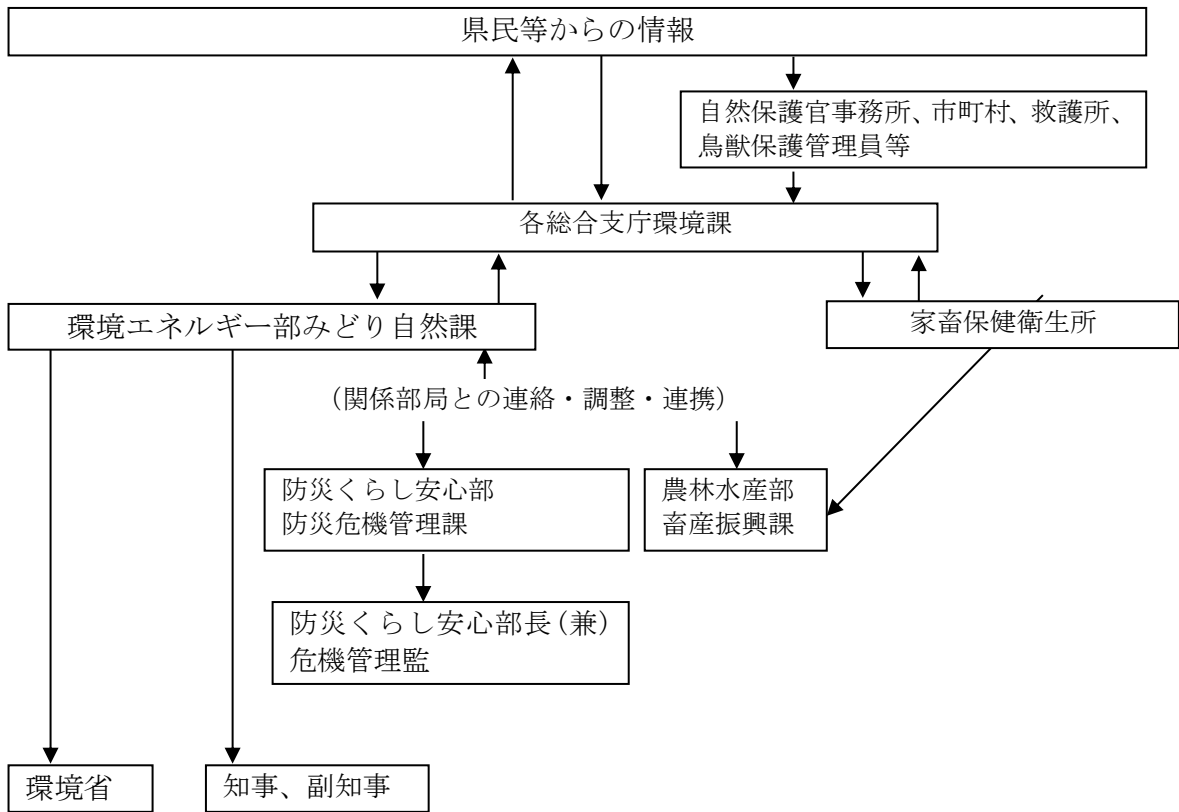 県民等からの情報
自然保護官事務所、市町村、救護所、
鳥獣保護管理員等
各総合支庁環境課
環境エネルギー部みどり自然課
家畜保健衛生所
（関係部局との連絡・調整・連携）
防災くらし安心部
防災危機管理課
農林水産部
畜産振興課
防災くらし安心部長（兼）
危機管理監
環境省
知事、副知事